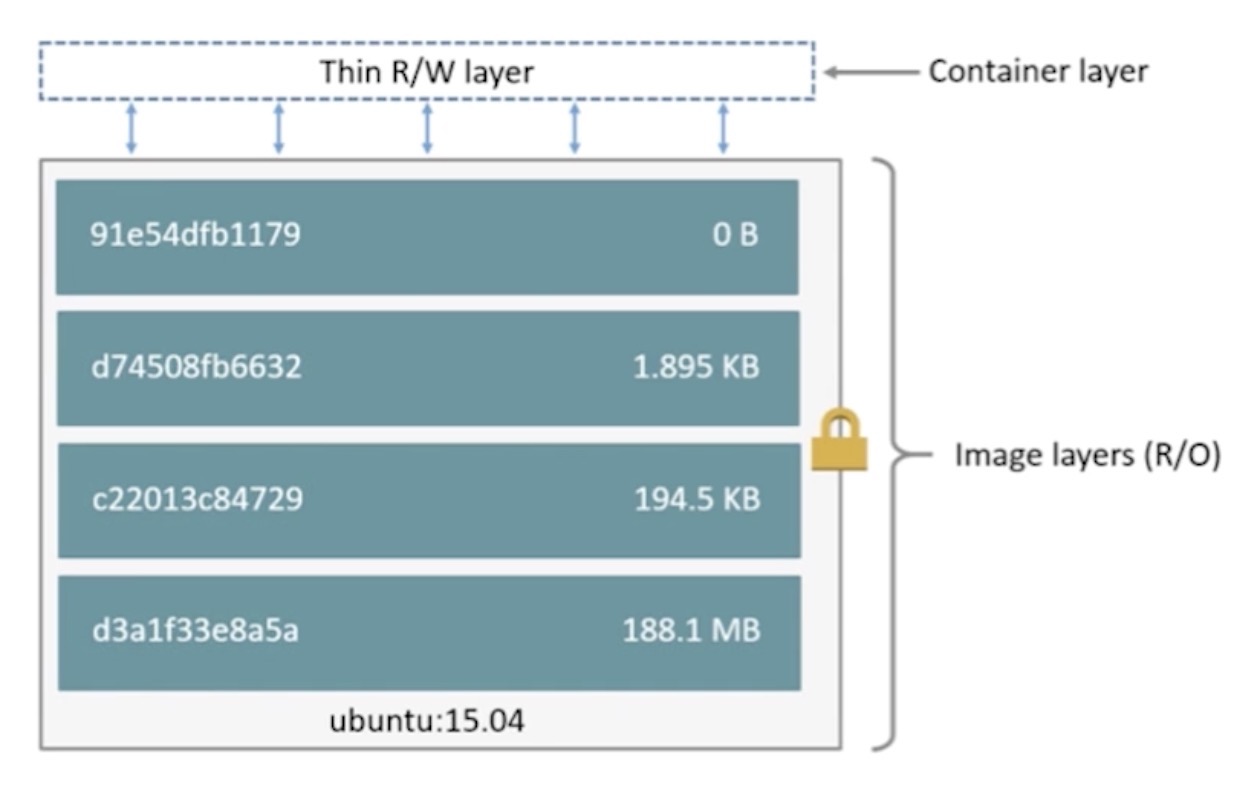 Thin R/W layer
Container layer
91e54dfb1179 0 B
d74508fb6632 1.895 KB
c22013c84729 194.5 KB
Image layers (R/O)
d3a1f33e8a5a 188.1 MB
ubuntu:15.04